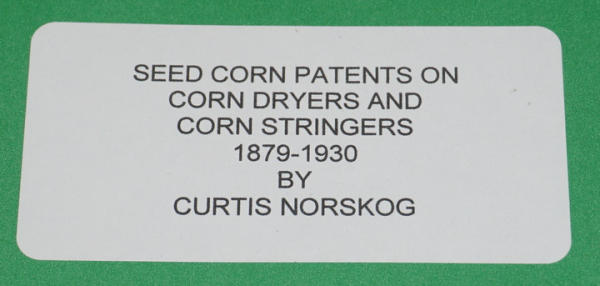 SEED CORN PATENTS ON
CORN DRYERS AND
CORN STRINGERS
1879-1930
BY
CURTIS NORSKOG